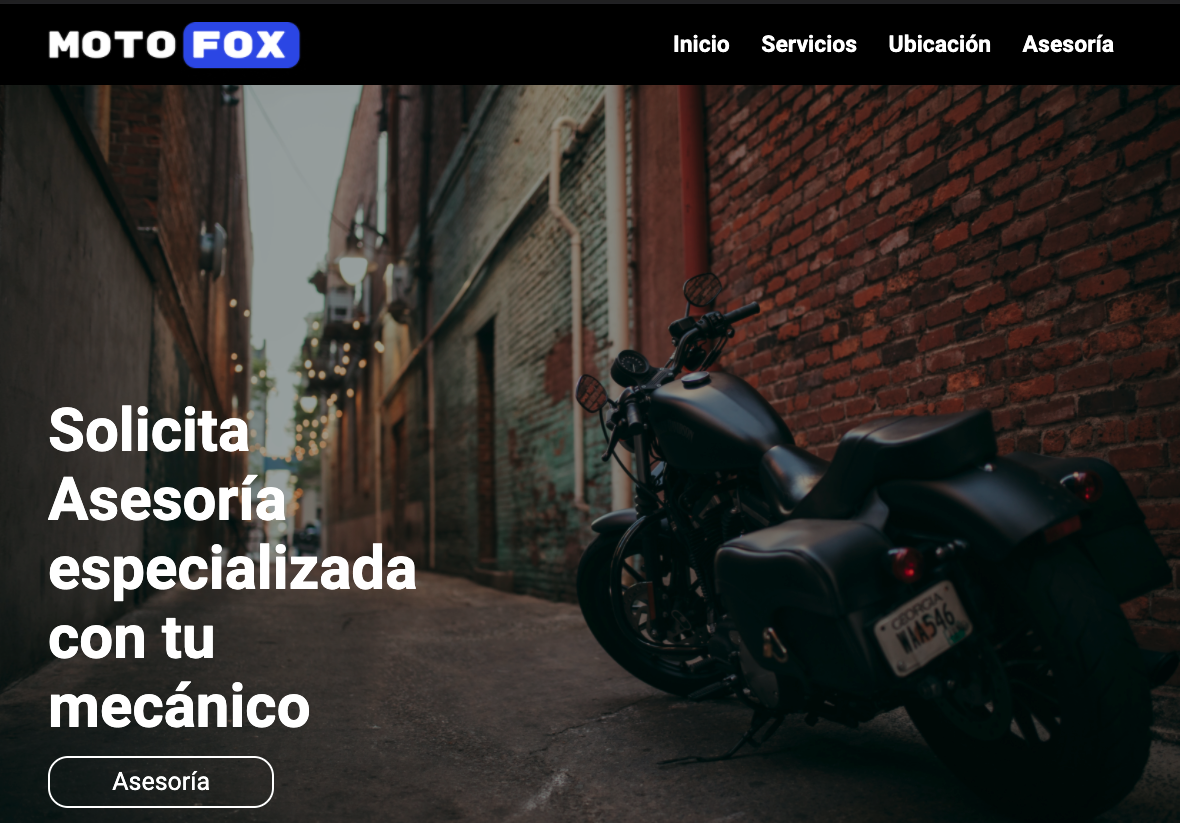 MOTO FOX
Inicio Servicios Ubicación Asesoría
Solicita
Asesoría
especializada
con tu
mecánico
Asesoría
GEORGIA
WAA546